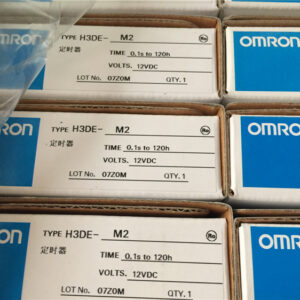 TYPE H3DE- M2
定时器
TIME 0.1s to 120h
VOLTS. 12VDC
LOT No. 07Z0M QTY.1
OMRON
RON
TYPE H3DE- M2
定时器
TIME 0.1s to 120h
VOLTS. 12VDC
LOT No. 07Z0M QTY.1
OMRON
ON
TYPE H3DE- M2
定时器
TIME 0.1s to 120h
VOLTS. 12VDC
LOT No. 07Z0M QTY.1
OMRON